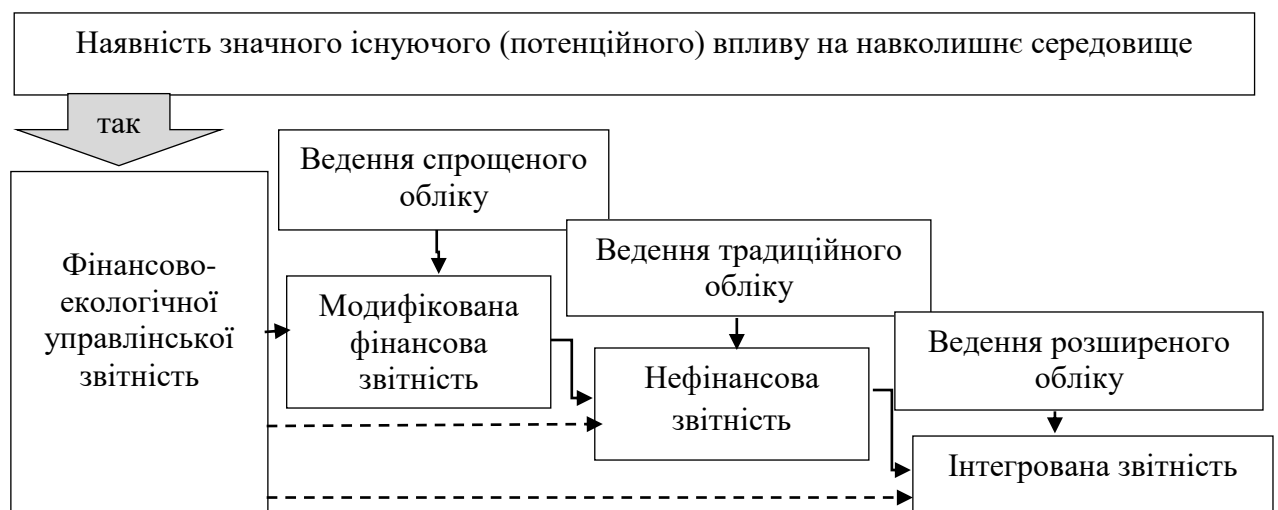 Наявність значного існуючого (потенційного) впливу на навколишнє середовище
так
Ведення спрощеного
обліку
Ведення традиційного
обліку
Ведення розширеного
обліку
Фінансово-
екологічної
управлінської
звітність
Модифікована
фінансова
звітність
Нефінансова
звітність
Інтегрована звітність